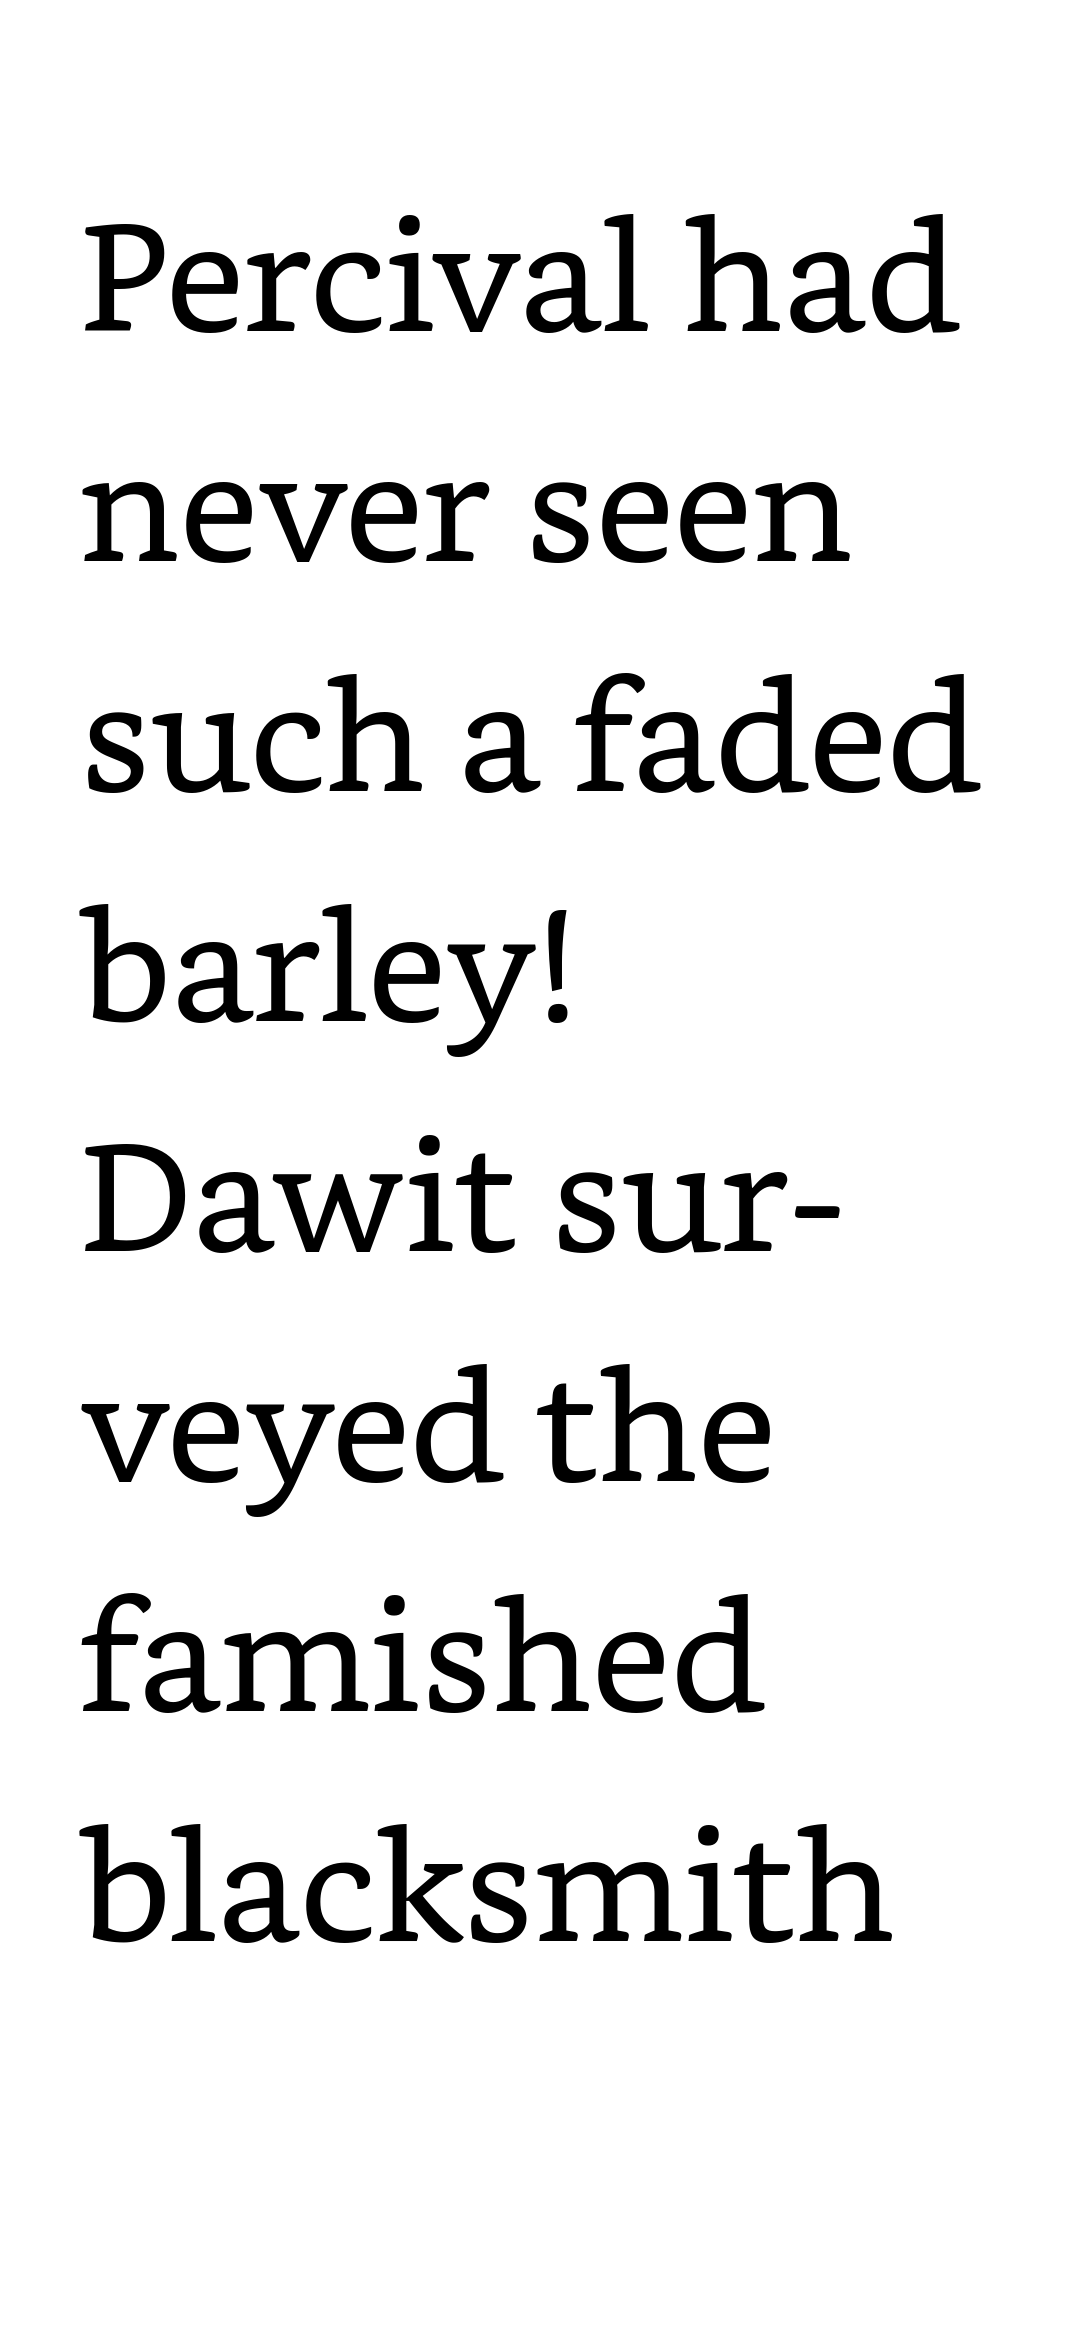 Percival had
never seen
such a faded
barley!
Dawit sur-
veyed the
famished
blacksmith